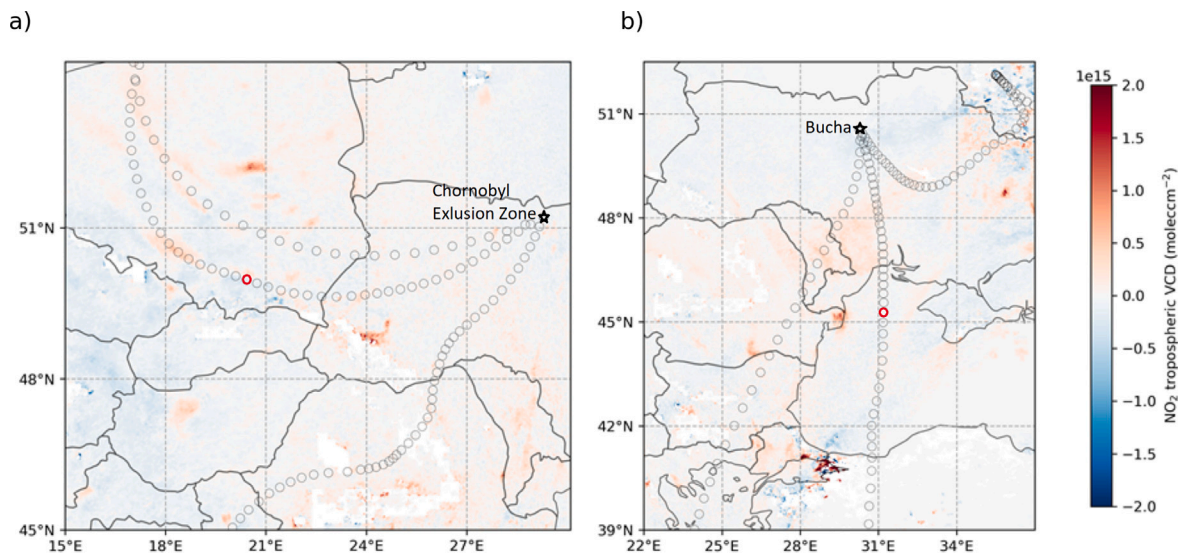 a)
b)
Chornobyl
Exlusion Zone
51°N
48°N
45°N
15°E
18°E
21°E
24°E
27°E
Bucha
51°N
48°N
45°N
42°N
39°N
22°E
25°E
28°E
31°E
34°E
1e15
2.0
1.5
1.0
0.5
0.0
−0.5
−1.0
−1.5
−2.0
NO₂ topospheric VCD (moleccm⁻²)